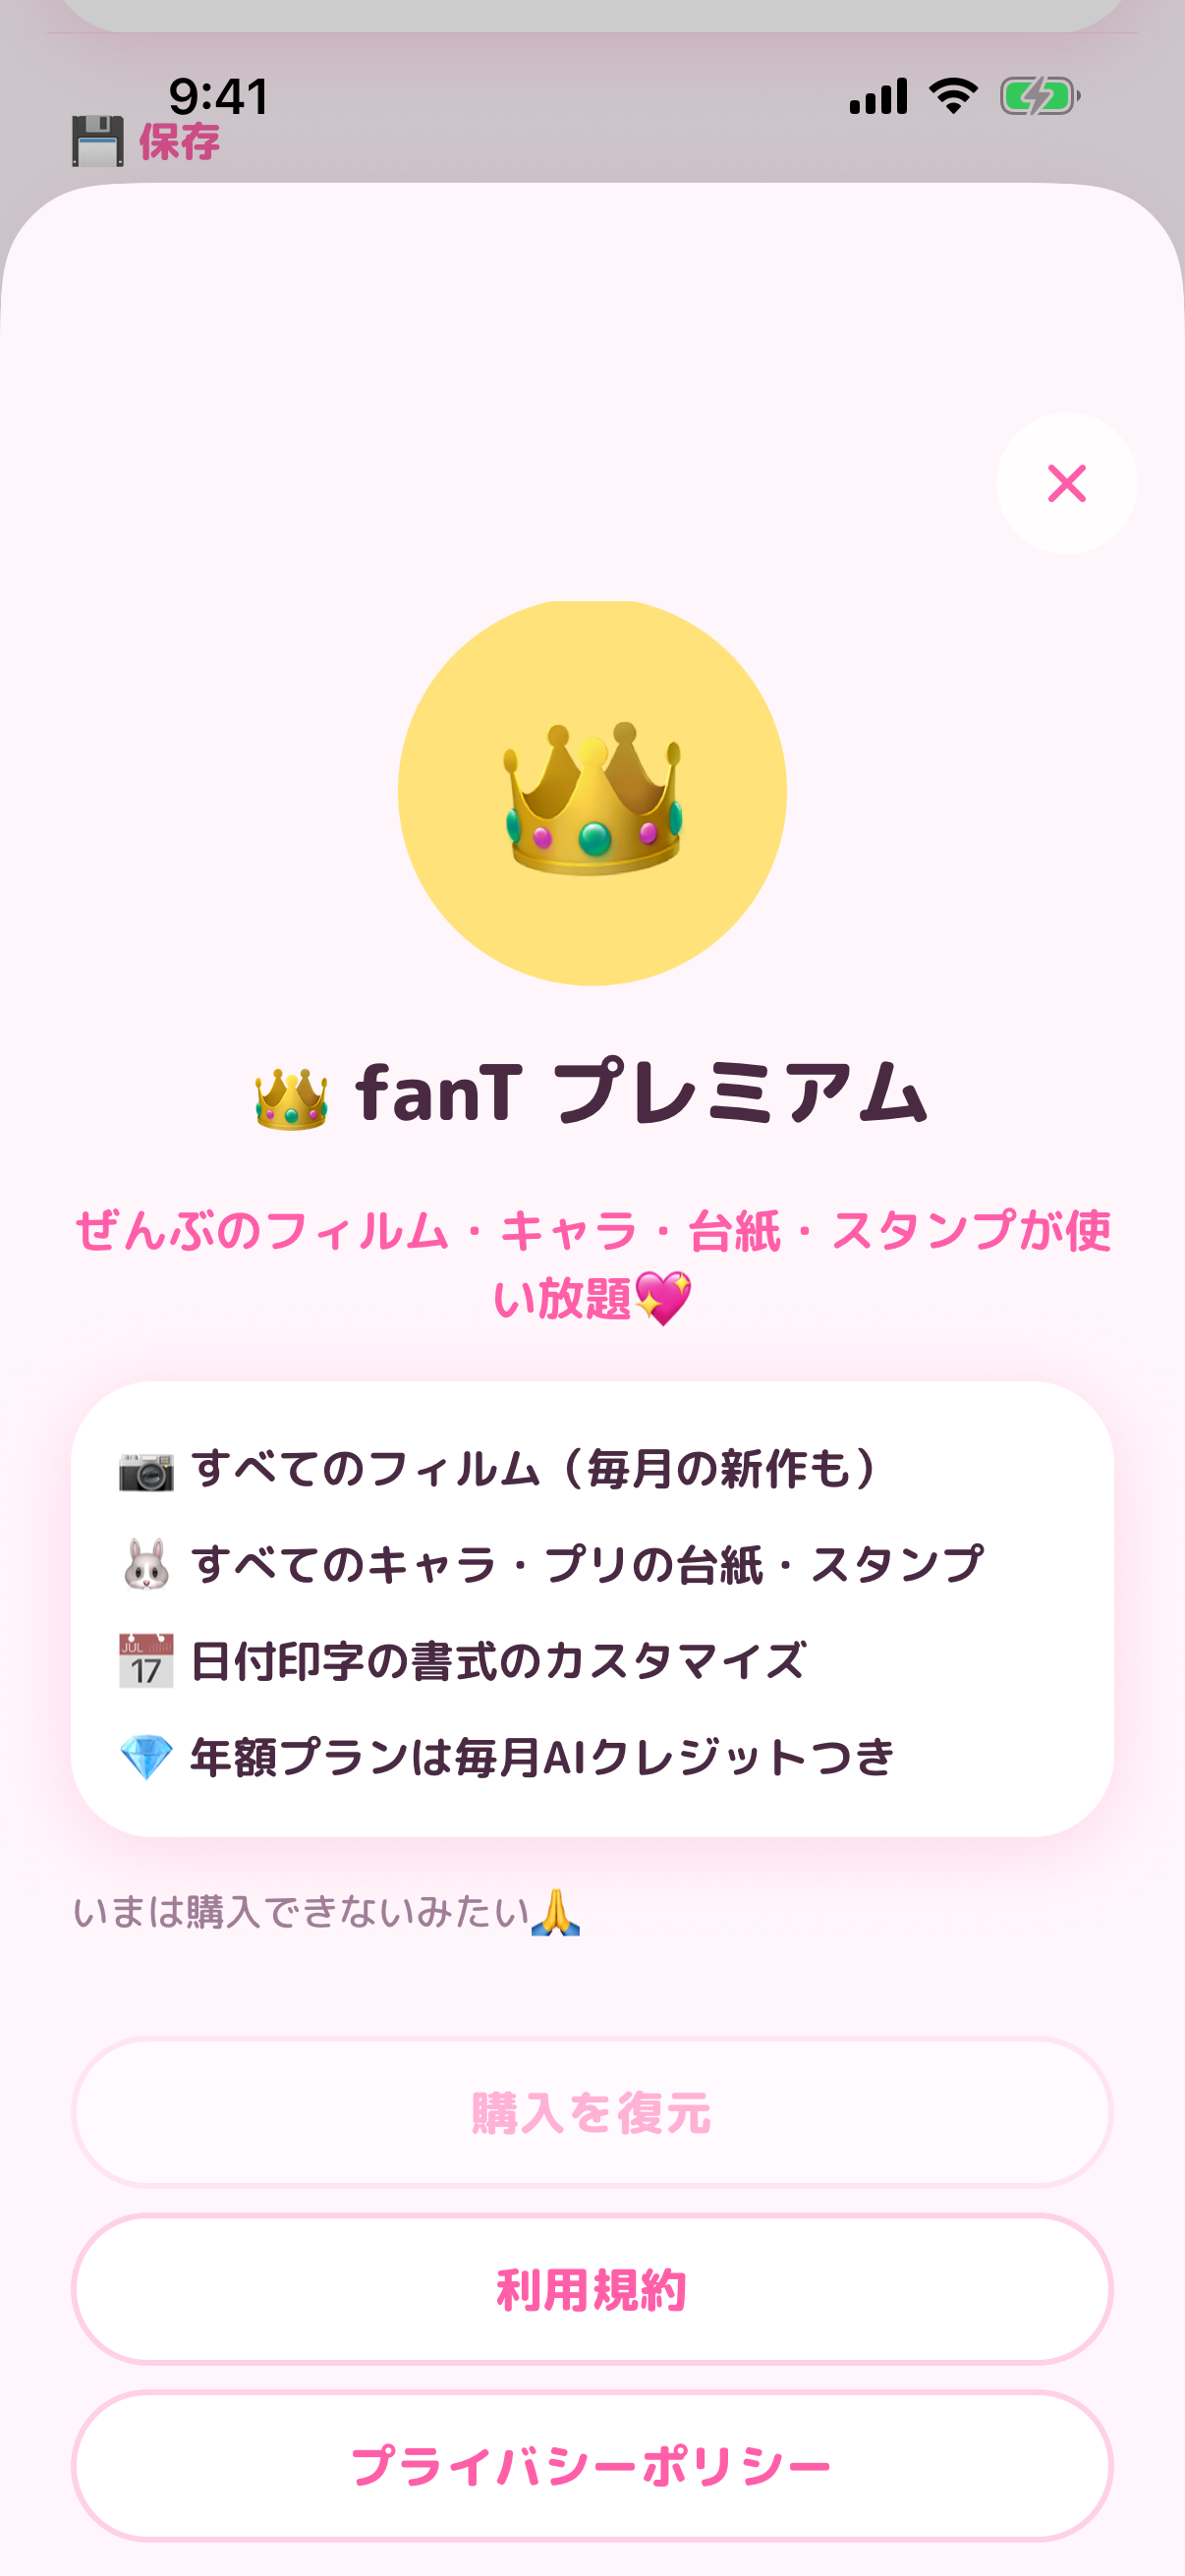 9:41
保存
fanT プレミアム
ぜんぶのフィルム・キャラ・台紙・スタンプが使
い放題
すべてのフィルム（毎月の新作も）
すべてのキャラ・プリの台紙・スタンプ
JUL 17 日付印字の書式のカスタマイズ
年額プランは毎月AIクレジットつき
いまは購入できないみたい
購入を復元
利用規約
プライバシーポリシー